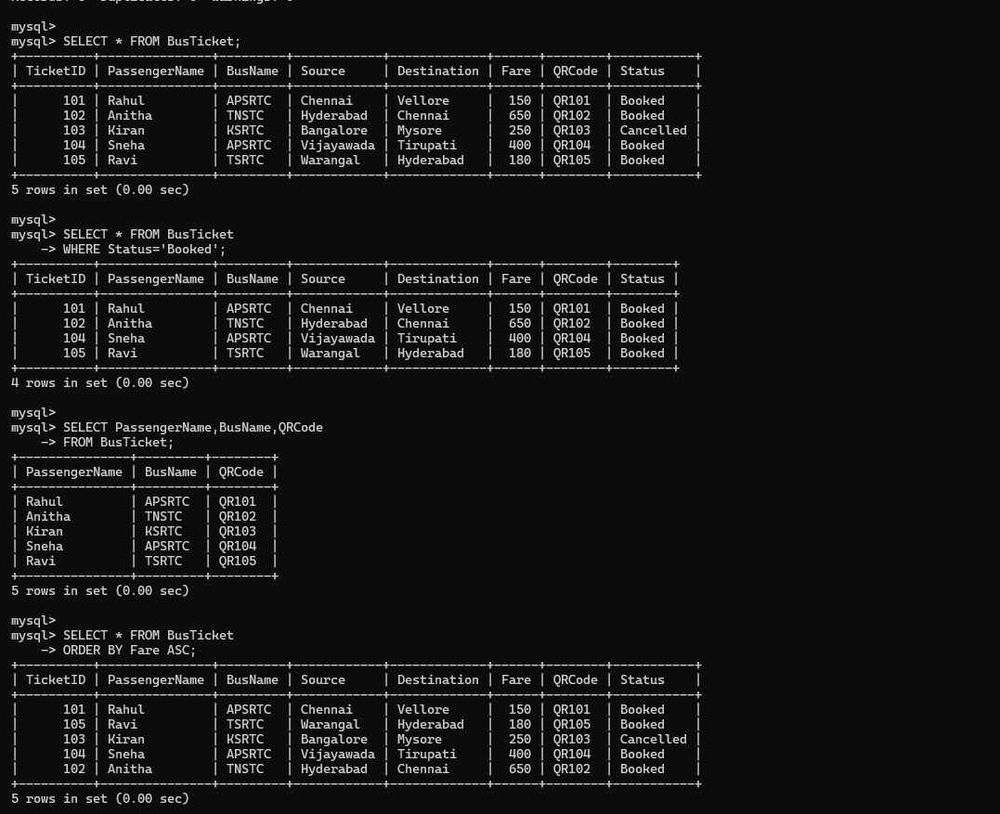 mysql>
mysql> SELECT * FROM BusTicket;
+----------+---------------+---------+------------+-------------+------+--------+-----------+
| TicketID | PassengerName | BusName | Source     | Destination | Fare | QRCode | Status    |
+----------+---------------+---------+------------+-------------+------+--------+-----------+
|      101 | Rahul         | APSRTC  | Chennai    | Vellore     |  150 | QR101  | Booked    |
|      102 | Anitha        | TNSTC   | Hyderabad  | Chennai     |  650 | QR102  | Booked    |
|      103 | Kiran         | KSRTC   | Bangalore  | Mysore      |  250 | QR103  | Cancelled |
|      104 | Sneha         | APSRTC  | Vijayawada | Tirupati    |  400 | QR104  | Booked    |
|      105 | Ravi          | TSRTC   | Warangal   | Hyderabad   |  180 | QR105  | Booked    |
+----------+---------------+---------+------------+-------------+------+--------+-----------+
5 rows in set (0.00 sec)
mysql>
mysql> SELECT * FROM BusTicket
    -> WHERE Status='Booked';
+----------+---------------+---------+------------+-------------+------+--------+--------+
| TicketID | PassengerName | BusName | Source     | Destination | Fare | QRCode | Status |
+----------+---------------+---------+------------+-------------+------+--------+--------+
|      101 | Rahul         | APSRTC  | Chennai    | Vellore     |  150 | QR101  | Booked |
|      102 | Anitha        | TNSTC   | Hyderabad  | Chennai     |  650 | QR102  | Booked |
|      104 | Sneha         | APSRTC  | Vijayawada | Tirupati    |  400 | QR104  | Booked |
|      105 | Ravi          | TSRTC   | Warangal   | Hyderabad   |  180 | QR105  | Booked |
+----------+---------------+---------+------------+-------------+------+--------+--------+
4 rows in set (0.00 sec)
mysql>
mysql> SELECT PassengerName,BusName,QRCode
    -> FROM BusTicket;
+---------------+---------+--------+
| PassengerName | BusName | QRCode |
+---------------+---------+--------+
| Rahul         | APSRTC  | QR101  |
| Anitha        | TNSTC   | QR102  |
| Kiran         | KSRTC   | QR103  |
| Sneha         | APSRTC  | QR104  |
| Ravi          | TSRTC   | QR105  |
+---------------+---------+--------+
5 rows in set (0.00 sec)
mysql>
mysql> SELECT * FROM BusTicket
    -> ORDER BY Fare ASC;
+----------+---------------+---------+------------+-------------+------+--------+-----------+
| TicketID | PassengerName | BusName | Source     | Destination | Fare | QRCode | Status    |
+----------+---------------+---------+------------+-------------+------+--------+-----------+
|      101 | Rahul         | APSRTC  | Chennai    | Vellore     |  150 | QR101  | Booked    |
|      105 | Ravi          | TSRTC   | Warangal   | Hyderabad   |  180 | QR105  | Booked    |
|      103 | Kiran         | KSRTC   | Bangalore  | Mysore      |  250 | QR103  | Cancelled |
|      104 | Sneha         | APSRTC  | Vijayawada | Tirupati    |  400 | QR104  | Booked    |
|      102 | Anitha        | TNSTC   | Hyderabad  | Chennai     |  650 | QR102  | Booked    |
+----------+---------------+---------+------------+-------------+------+--------+-----------+
5 rows in set (0.00 sec)